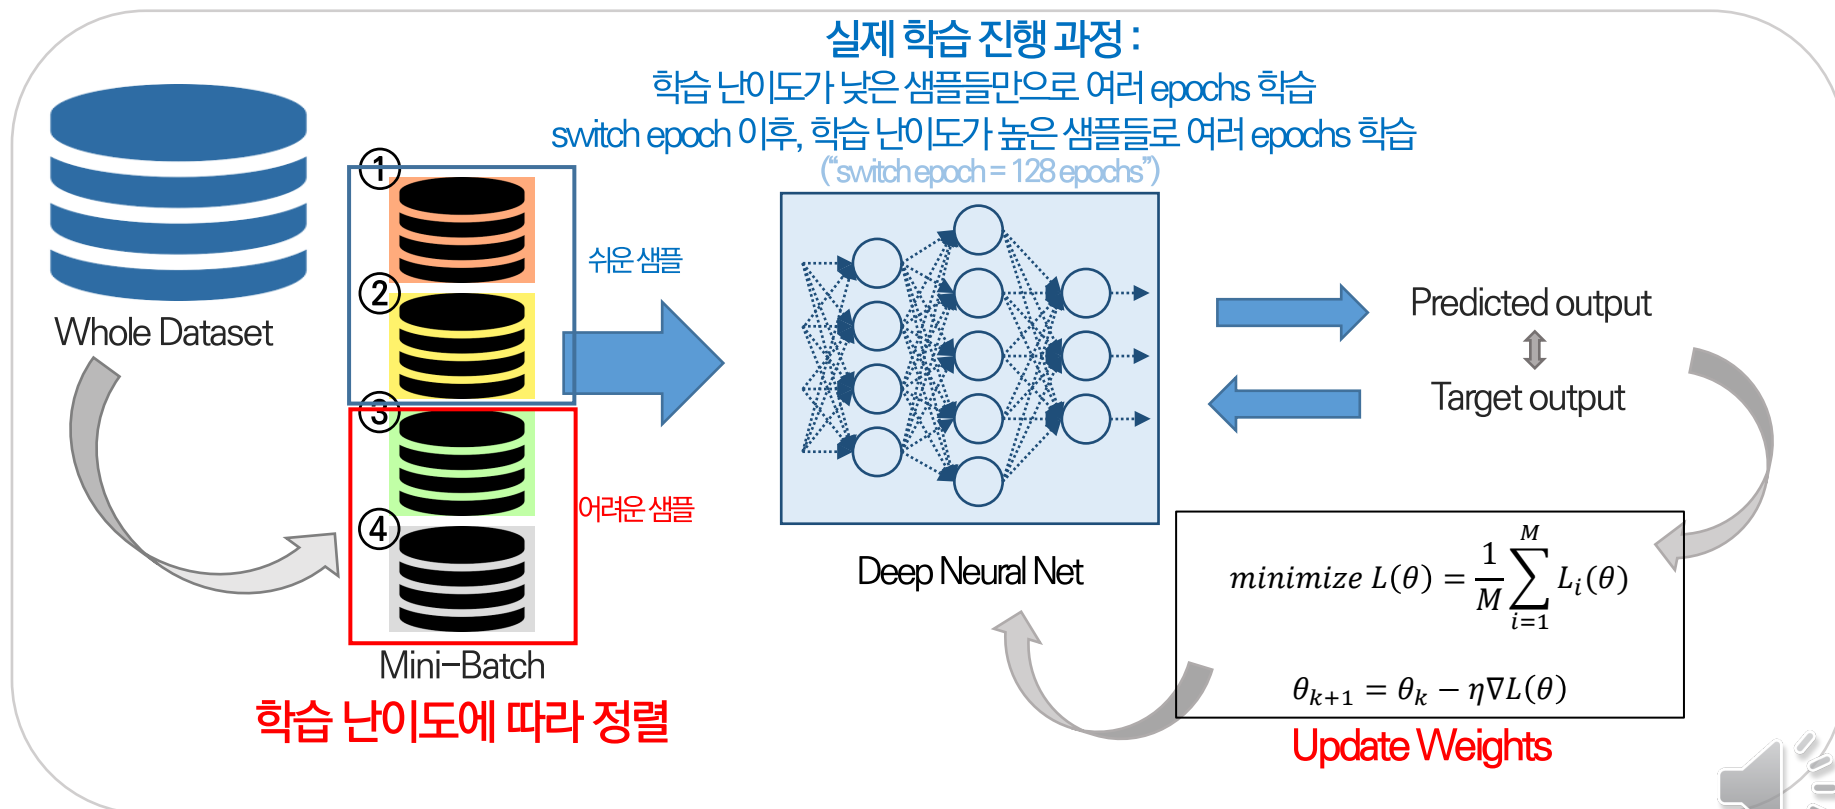 실제 학습 진행 과정 :
학습 난이도가 낮은 샘플들만으로 여러 epochs 학습
switch epoch 이후, 학습 난이도가 높은 샘플들로 여러 epochs 학습
("switch epoch = 128 epochs")
Whole Dataset
①
②
③
④
쉬운 샘플
어려운 샘플
Mini-Batch
학습 난이도에 따라 정렬
Deep Neural Net
Predicted output
Target output
minimize L(θ) = \frac{1}{M} \sum_{i=1}^{M} L_i(θ)
θ_{k+1} = θ_k − η∇L(θ)
Update Weights